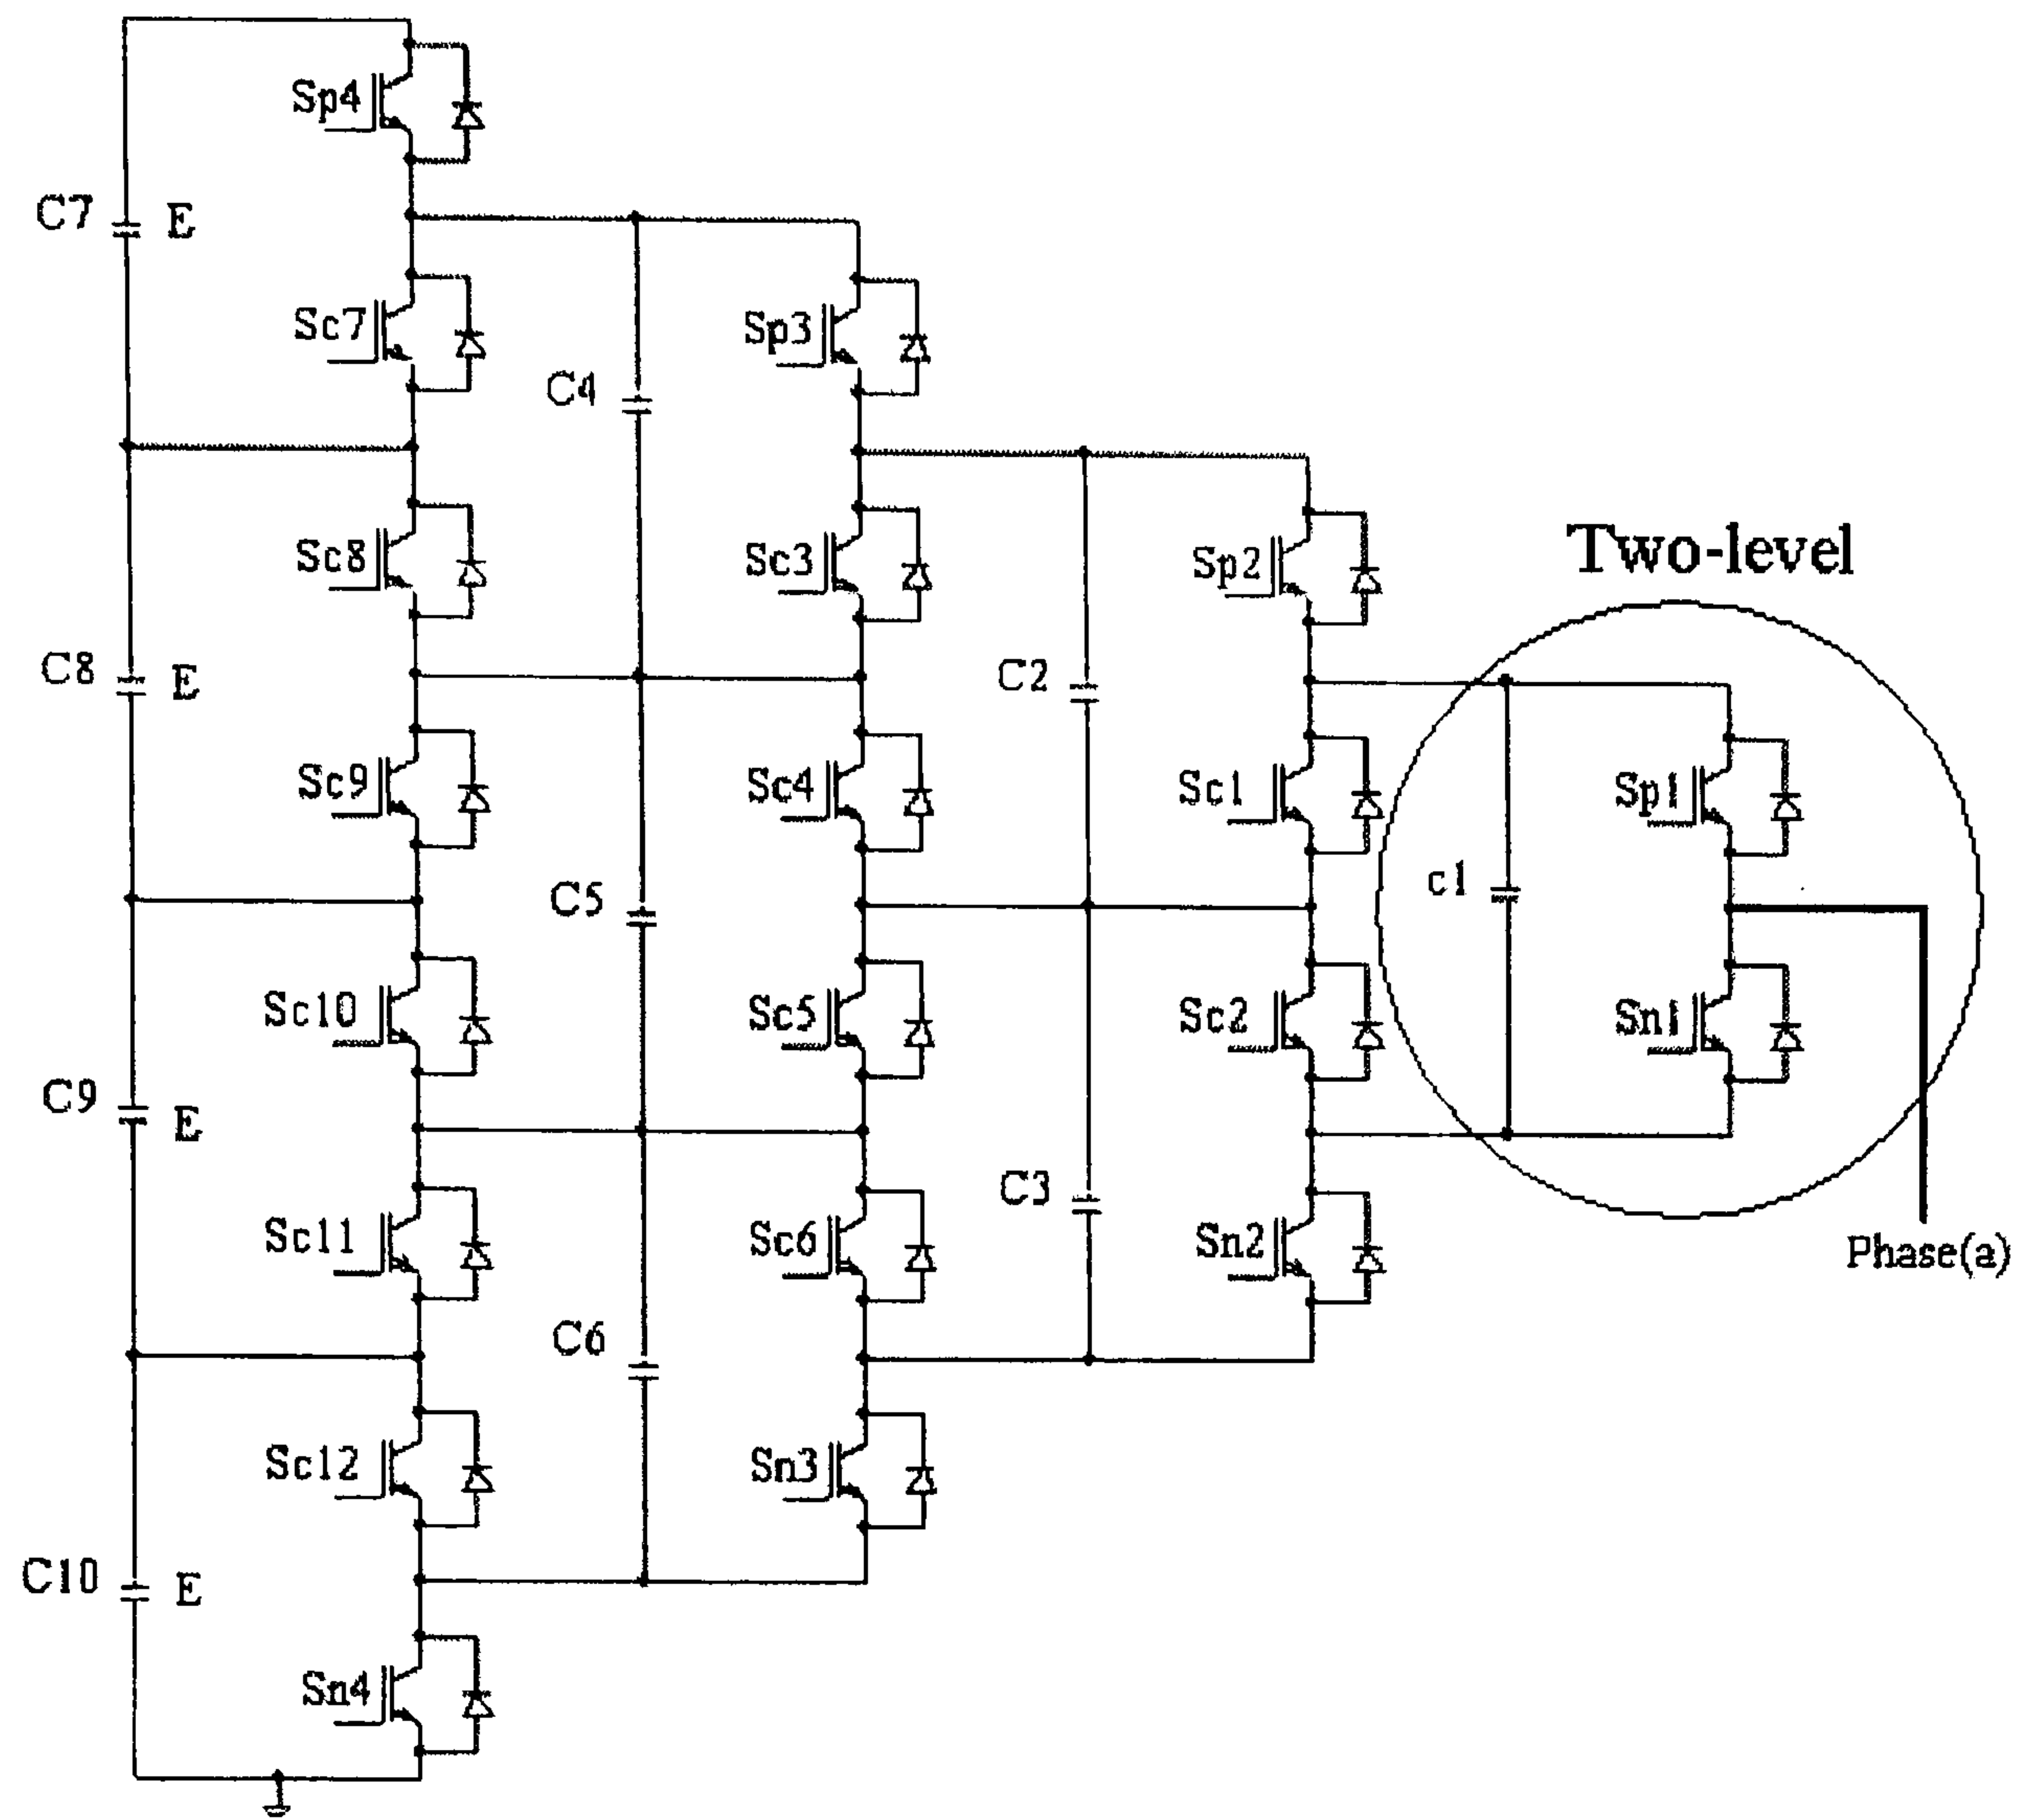 Sp4
C7
E
Sc7
Sp3
C4
Sc8
Sc3
Sp2
Two-level
C8
E
C2
Sc9
Sc4
Sc1
Sp1
C5
c1
Sc10
Sc5
Sc2
Sn1
C9
E
Sc11
Sc6
C3
Sn2
Phase(a)
C6
Sc12
Sn3
C10
E
Sn4